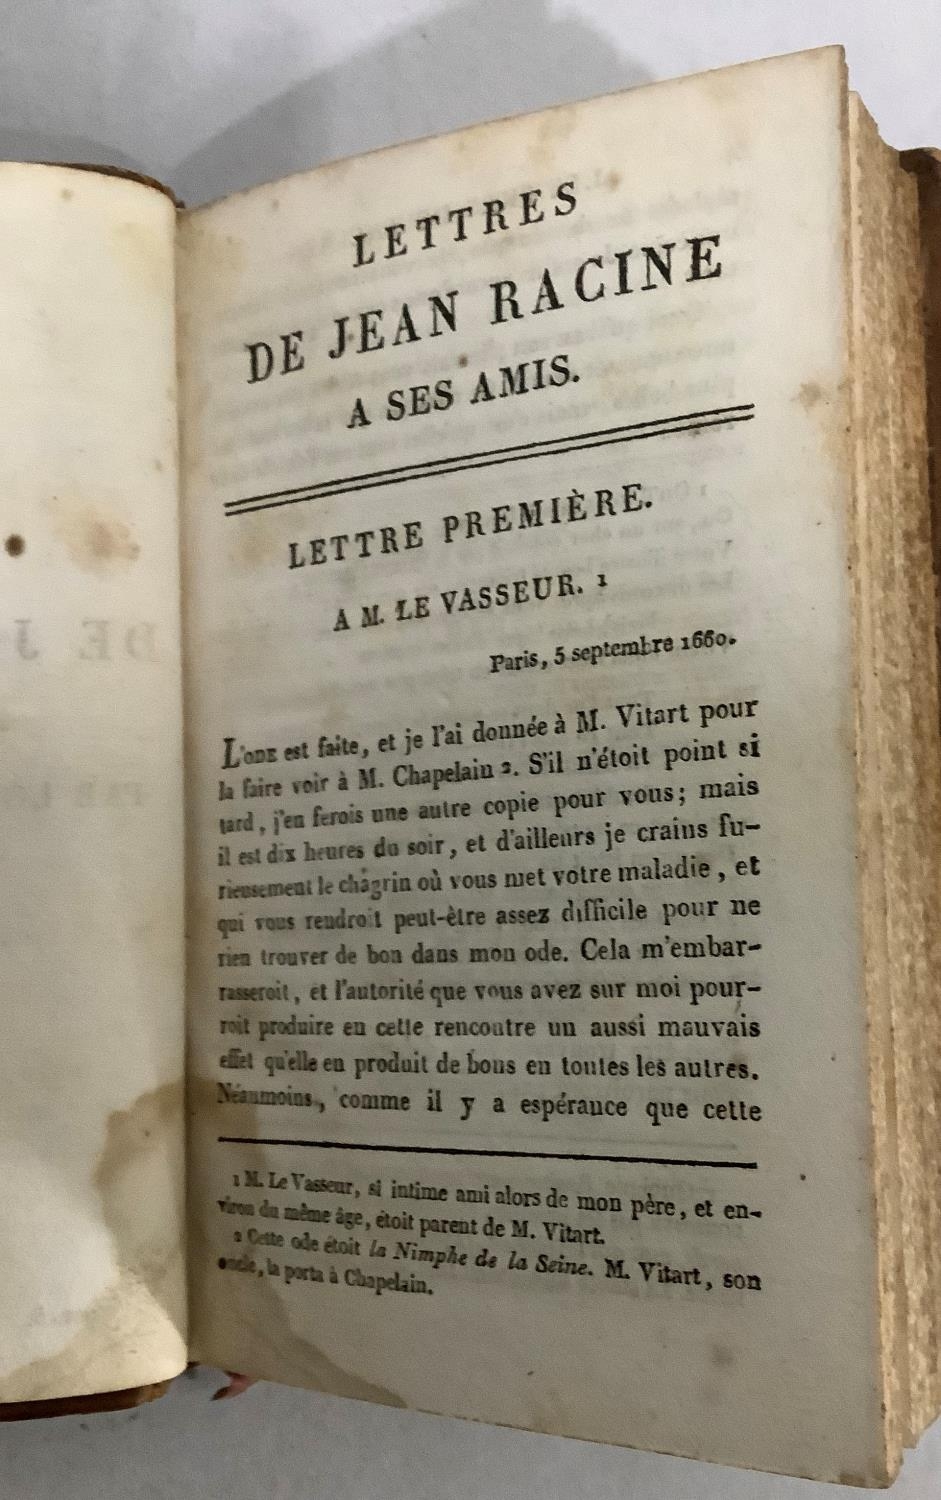 LETTRES
DE JEAN RACINE
A SES AMIS.
LETTRE PREMIÈRE.
A M. LE VASSEUR. 1
Paris, 5 septembre 1660.
L'ODE est faite, et je l'ai donnée à M. Vitart pour
la faire voir à M. Chapelain 2. S'il n'étoit point si
tard, j'en ferois une autre copie pour vous; mais
il est dix heures du soir, et d'ailleurs je crains fu-
rieusement le chagrin où vous met votre maladie, et
qui vous rendroit peut-être assez difficile pour ne
rien trouver de bon dans mon ode. Cela m'embar-
rasseroit, et l'autorité que vous avez sur moi pour-
roit produire en cette rencontre un aussi mauvais
effet qu'elle en produit de bons en toutes les autres.
Néanmoins, comme il y a espérance que cette
1 M. Le Vasseur, si intime ami alors de mon père, et en-
viron du même âge, étoit parent de M. Vitart.
2 Cette ode étoit la Nimphe de la Seine. M. Vitart, son
oncle, la porta à Chapelain.